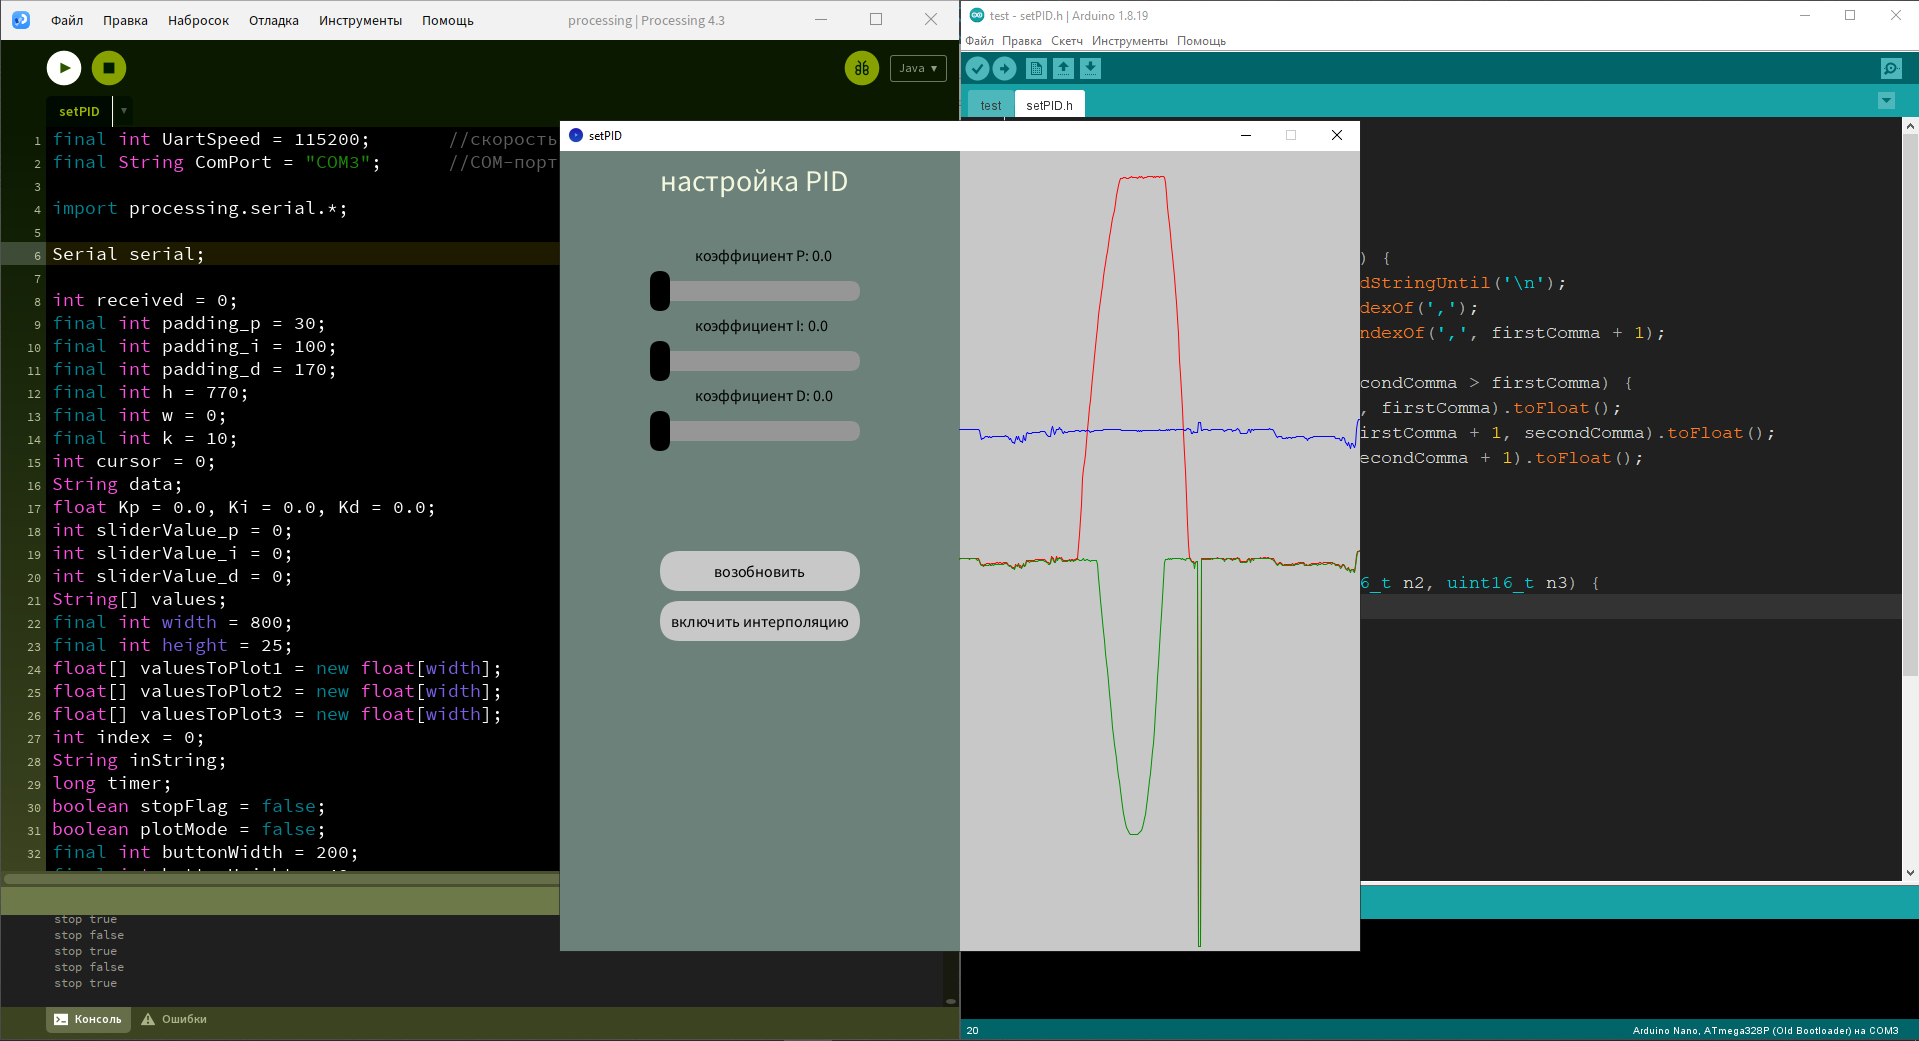 Файл Правка Набросок Отладка Инструменты Помощь processing | Processing 4.3
Java
setPID
1 final int UartSpeed = 115200; //скорость
2 final String ComPort = "COM3"; //COM-порт
3
4 import processing.serial.*;
5
6 Serial serial;
7
8 int received = 0;
9 final int padding_p = 30;
10 final int padding_i = 100;
11 final int padding_d = 170;
12 final int h = 770;
13 final int w = 0;
14 final int k = 10;
15 int cursor = 0;
16 String data;
17 float Kp = 0.0, Ki = 0.0, Kd = 0.0;
18 int sliderValue_p = 0;
19 int sliderValue_i = 0;
20 int sliderValue_d = 0;
21 String[] values;
22 final int width = 800;
23 final int height = 25;
24 float[] valuesToPlot1 = new float[width];
25 float[] valuesToPlot2 = new float[width];
26 float[] valuesToPlot3 = new float[width];
27 int index = 0;
28 String inString;
29 long timer;
30 boolean stopFlag = false;
31 boolean plotMode = false;
32 final int buttonWidth = 200;
stop true
stop false
stop true
stop false
stop true
Консоль Ошибки
setPID
настройка PID
коэффициент P: 0.0
коэффициент I: 0.0
коэффициент D: 0.0
возобновить
включить интерполяцию
test - setPID.h | Arduino 1.8.19
Файл Правка Скетч Инструменты Помощь
test setPID.h
) {
dStringUntil('\n');
dexOf(',');
ndexOf(',', firstComma + 1);
condComma > firstComma) {
, firstComma).toFloat();
irstComma + 1, secondComma).toFloat();
econdComma + 1).toFloat();
6_t n2, uint16_t n3) {
20 Arduino Nano, ATmega328P (Old Bootloader) на COM3